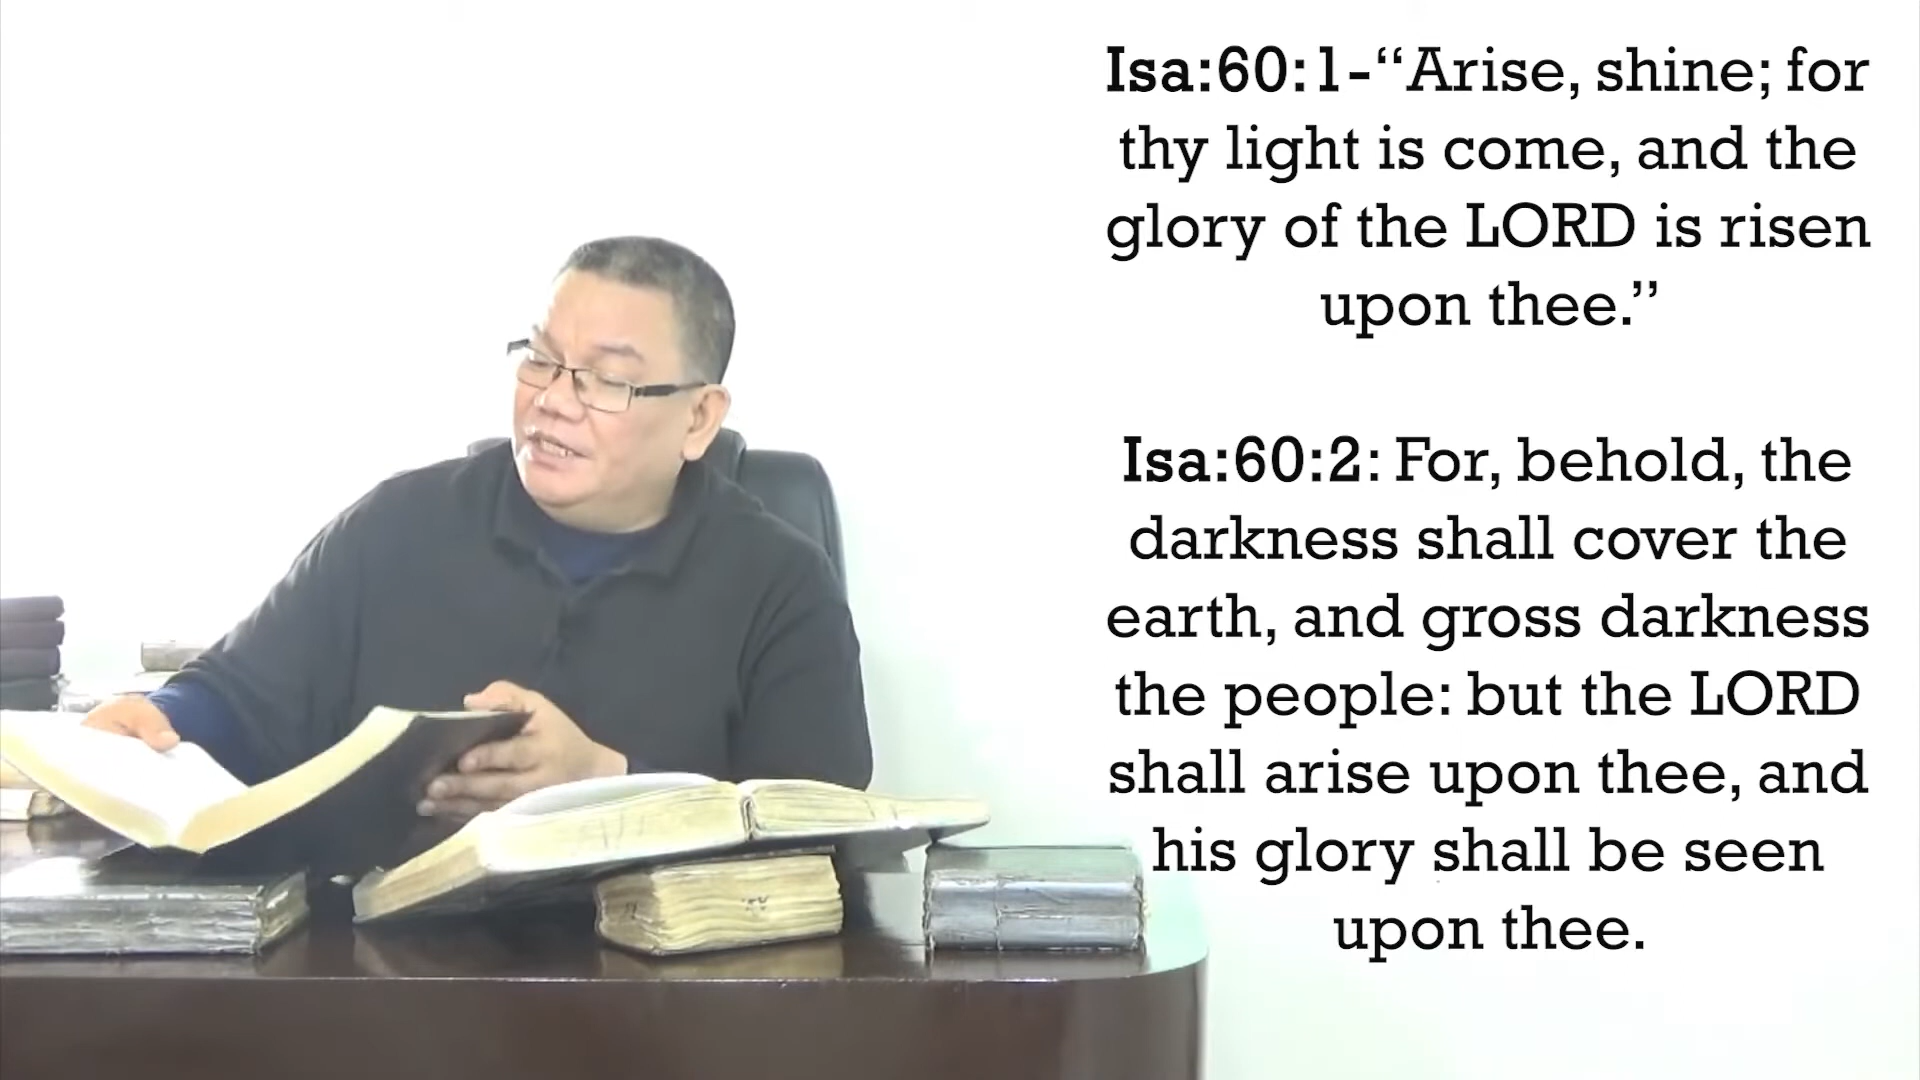 Isa:60:1-“Arise, shine; for
thy light is come, and the
glory of the LORD is risen
upon thee.”
Isa:60:2: For, behold, the
darkness shall cover the
earth, and gross darkness
the people: but the LORD
shall arise upon thee, and
his glory shall be seen
upon thee.